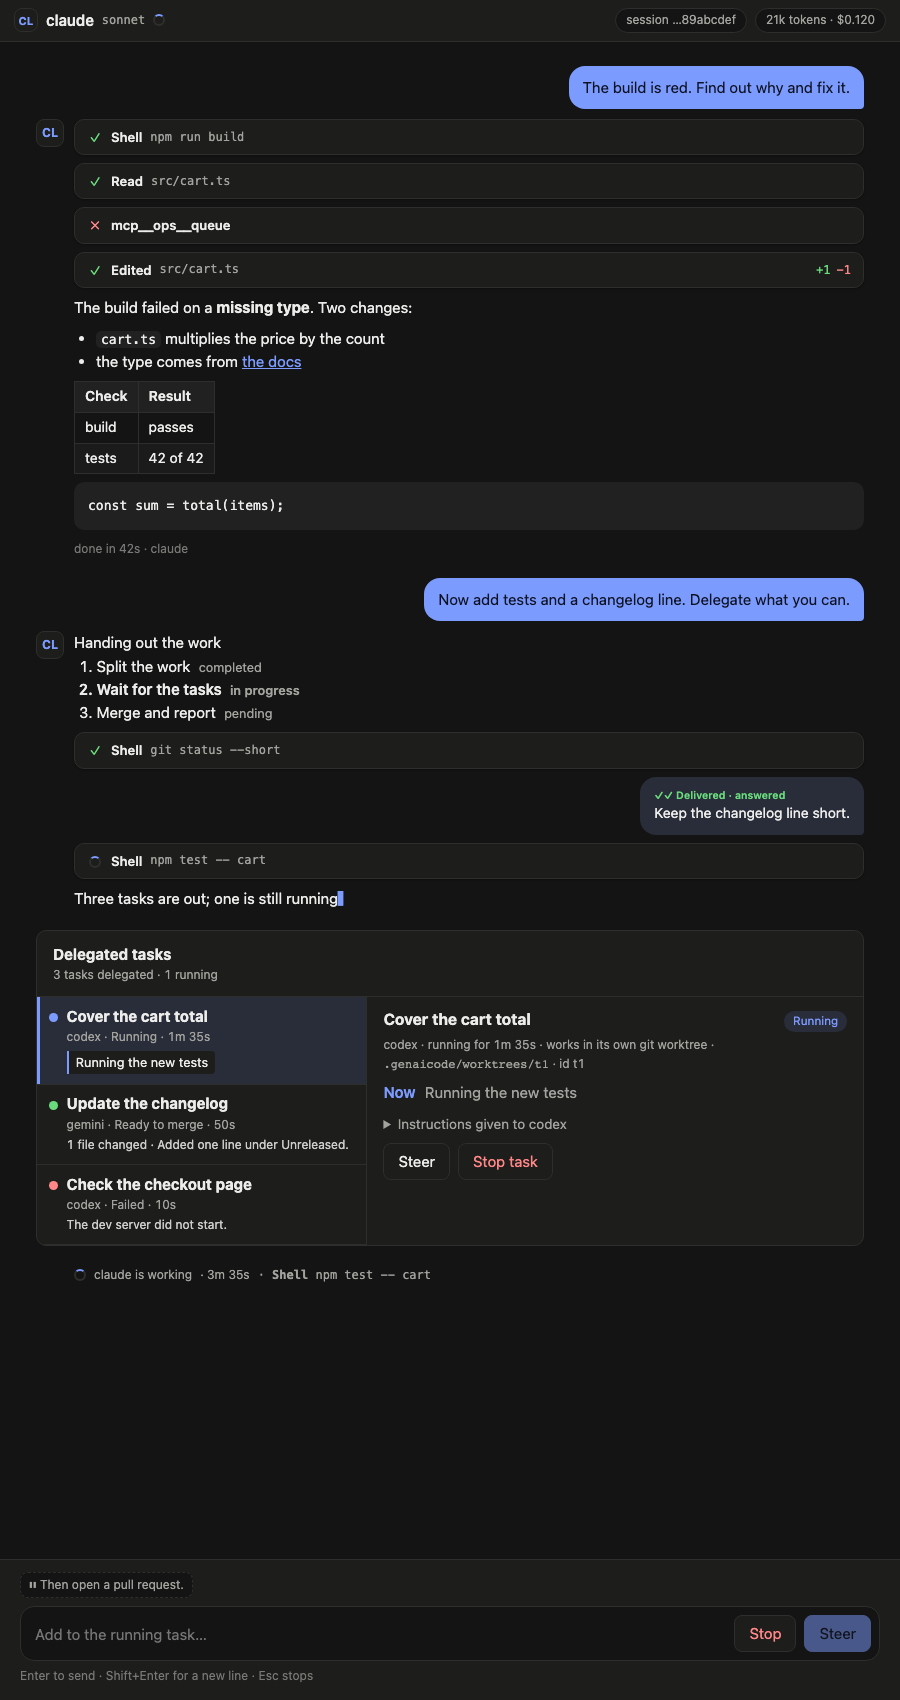 CL claude sonnet session …89abcdef 21k tokens · $0.120
The build is red. Find out why and fix it.
CL
✓ Shell npm run build
✓ Read src/cart.ts
✕ mcp__ops__queue
✓ Edited src/cart.ts +1 −1
The build failed on a missing type. Two changes:
• cart.ts multiplies the price by the count
• the type comes from the docs
Check Result
build passes
tests 42 of 42
const sum = total(items);
done in 42s · claude
Now add tests and a changelog line. Delegate what you can.
CL Handing out the work
1. Split the work completed
2. Wait for the tasks in progress
3. Merge and report pending
✓ Shell git status --short
✓✓ Delivered · answered
Keep the changelog line short.
Shell npm test -- cart
Three tasks are out; one is still running
Delegated tasks
3 tasks delegated · 1 running
Cover the cart total
codex · Running · 1m 35s
Running the new tests
Update the changelog
gemini · Ready to merge · 50s
1 file changed · Added one line under Unreleased.
Check the checkout page
codex · Failed · 10s
The dev server did not start.
Cover the cart total Running
codex · running for 1m 35s · works in its own git worktree ·
.genaicode/worktrees/t1 · id t1
Now Running the new tests
▶ Instructions given to codex
Steer Stop task
claude is working · 3m 35s · Shell npm test -- cart
Then open a pull request.
Add to the running task… Stop Steer
Enter to send · Shift+Enter for a new line · Esc stops